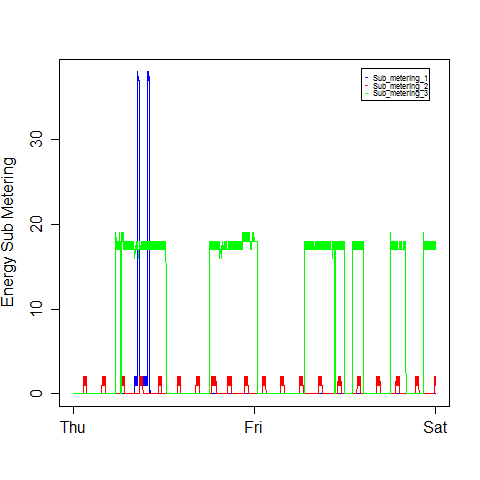 Energy Sub Metering
30
20
10
0
Sub_metering_1
Sub_metering_2
Sub_metering_3
Thu Fri Sat